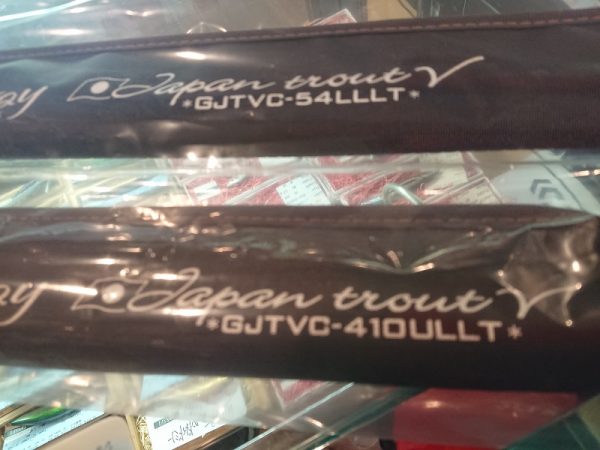 Japan trout V
*GJTVC-54LLLT*
Japan trout V
*GJTVC-410ULLT*